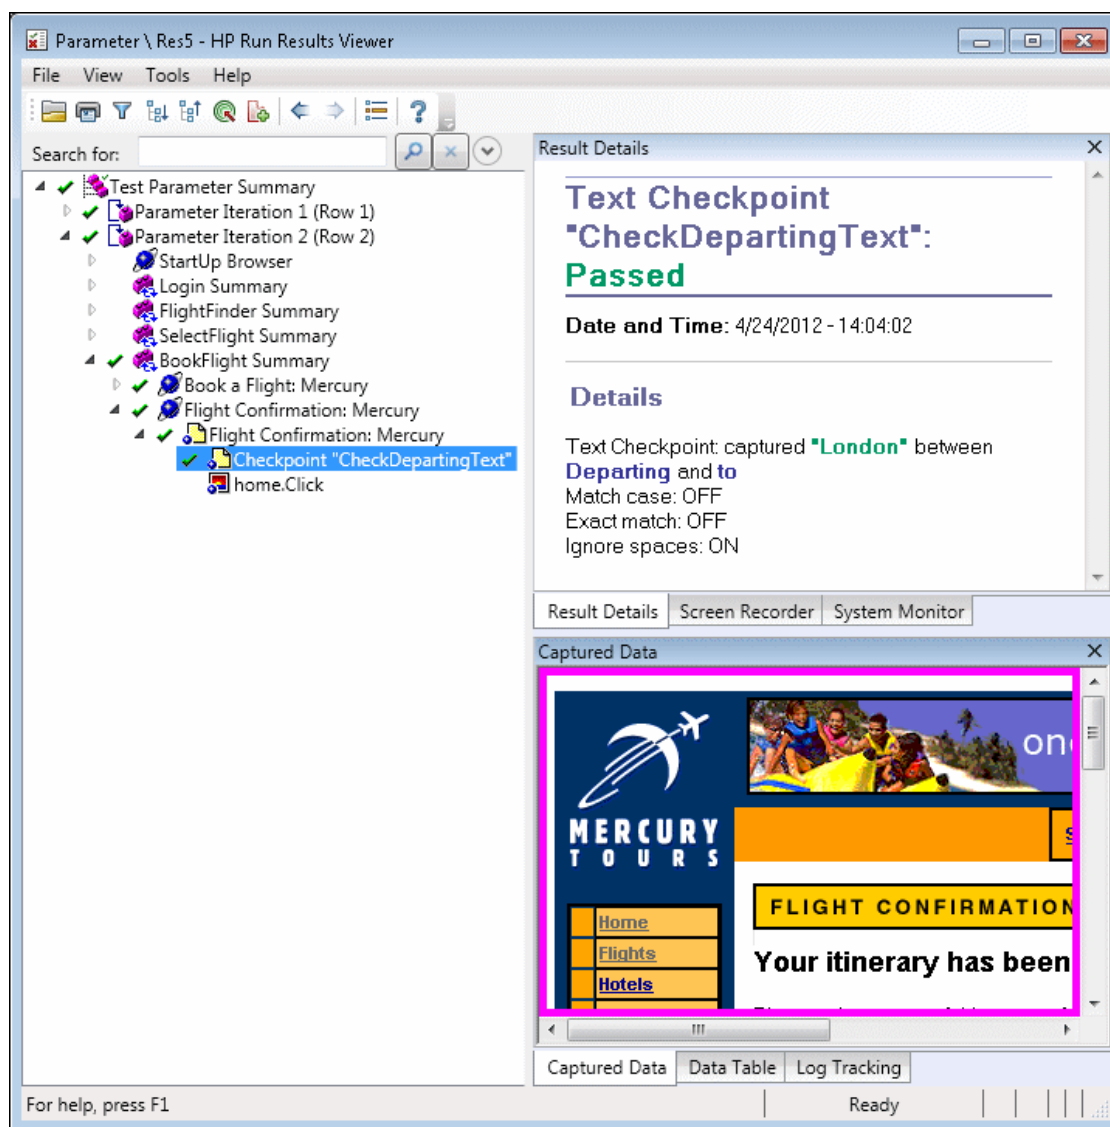 Parameter \ Res5 - HP Run Results Viewer
File View Tools Help
Search for:
Test Parameter Summary
Parameter Iteration 1 (Row 1)
Parameter Iteration 2 (Row 2)
StartUp Browser
Login Summary
FlightFinder Summary
SelectFlight Summary
BookFlight Summary
Book a Flight: Mercury
Flight Confirmation: Mercury
Flight Confirmation: Mercury
Checkpoint "CheckDepartingText"
home.Click
Result Details
Text Checkpoint
"CheckDepartingText":
Passed
Date and Time: 4/24/2012 - 14:04:02
Details
Text Checkpoint: captured "London" between
Departing and to
Match case: OFF
Exact match: OFF
Ignore spaces: ON
Result Details Screen Recorder System Monitor
Captured Data
MERCURY
TOURS
Home
Flights
Hotels
FLIGHT CONFIRMATION
Your itinerary has been
Captured Data Data Table Log Tracking
For help, press F1
Ready